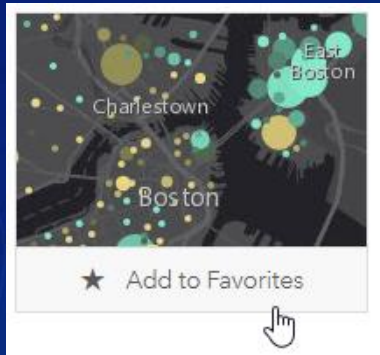 East
Boston
Charlestown
Boston
★ Add to Favorites